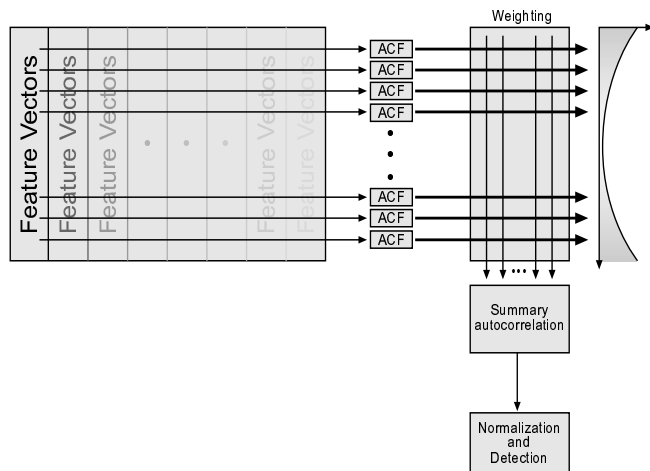 Weighting
Feature Vectors
Feature Vectors
Feature Vectors
Feature Vectors
Feature Vectors
ACF
ACF
ACF
ACF
ACF
ACF
ACF
Summary
autocorrelation
Normalization
and
Detection